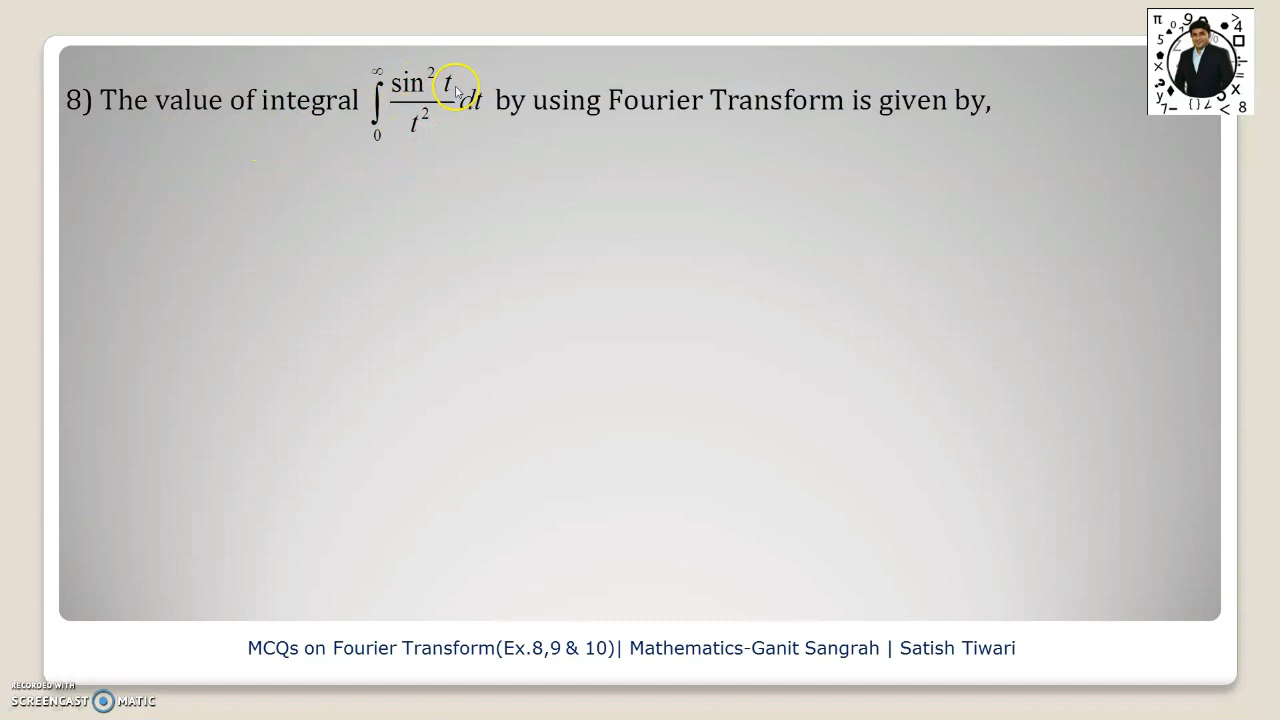 8) The value of integral ∫₀^∞ sin² t / t² dt by using Fourier Transform is given by,
MCQs on Fourier Transform(Ex.8,9 & 10)| Mathematics-Ganit Sangrah | Satish Tiwari
RECORDED WITH
SCREENCAST MATIC